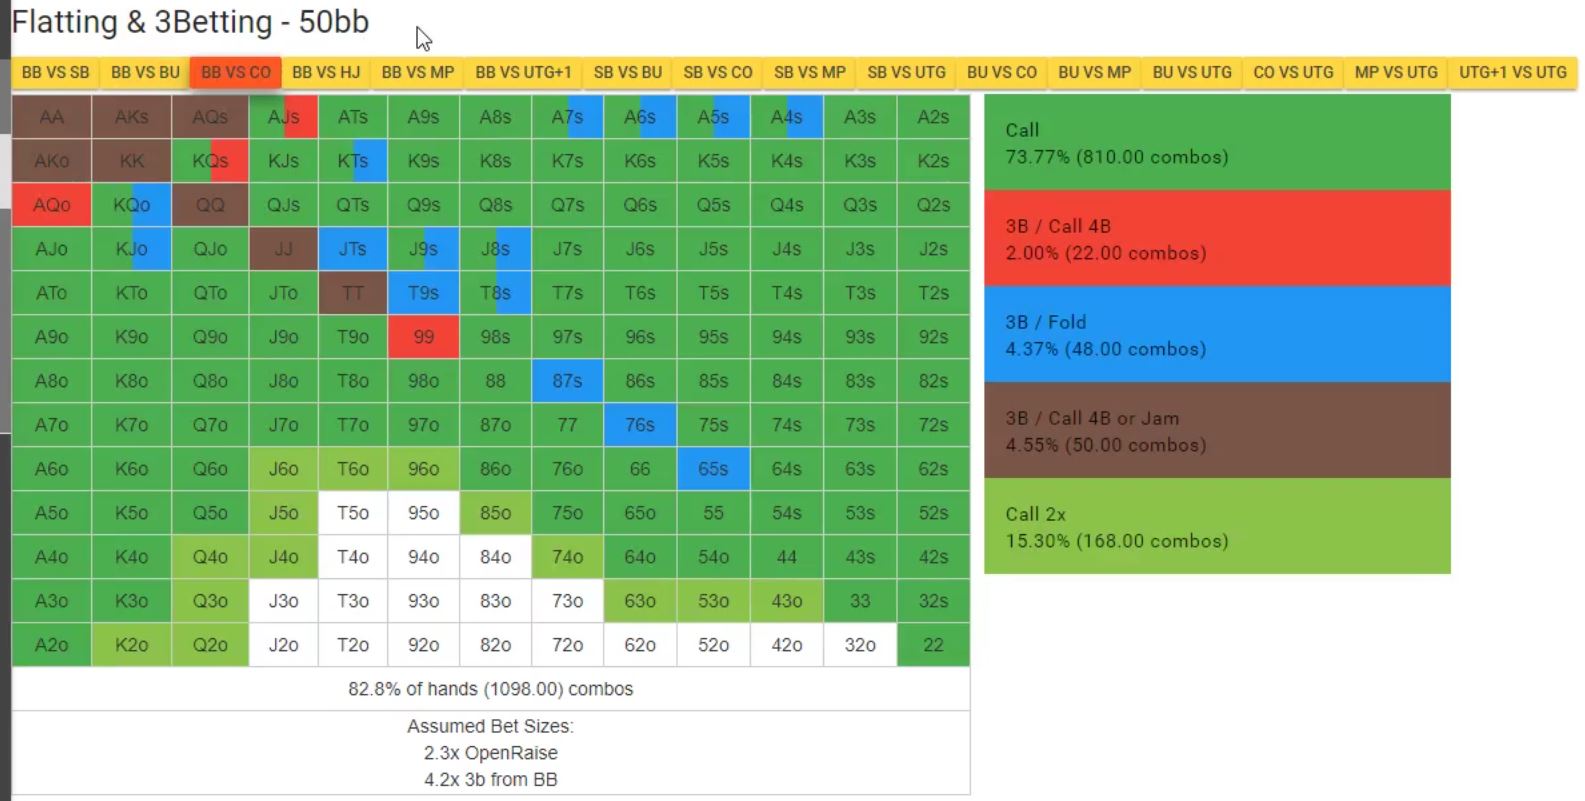 Flatting & 3Betting - 50bb
BB VS SB BB VS BU BB VS CO BB VS HJ BB VS MP BB VS UTG+1 SB VS BU SB VS CO SB VS MP SB VS UTG BU VS CO BU VS MP BU VS UTG CO VS UTG MP VS UTG UTG+1 VS UTG
AA AKs AQs AJs ATs A9s A8s A7s A6s A5s A4s A3s A2s
AKo KK KQs KJs KTs K9s K8s K7s K6s K5s K4s K3s K2s
AQo KQo QQ QJs QTs Q9s Q8s Q7s Q6s Q5s Q4s Q3s Q2s
AJo KJo QJo JJ JTs J9s J8s J7s J6s J5s J4s J3s J2s
ATo KTo QTo JTo TT T9s T8s T7s T6s T5s T4s T3s T2s
A9o K9o Q9o J9o T9o 99 98s 97s 96s 95s 94s 93s 92s
A8o K8o Q8o J8o T8o 98o 88 87s 86s 85s 84s 83s 82s
A7o K7o Q7o J7o T7o 97o 87o 77 76s 75s 74s 73s 72s
A6o K6o Q6o J6o T6o 96o 86o 76o 66 65s 64s 63s 62s
A5o K5o Q5o J5o T5o 95o 85o 75o 65o 55 54s 53s 52s
A4o K4o Q4o J4o T4o 94o 84o 74o 64o 54o 44 43s 42s
A3o K3o Q3o J3o T3o 93o 83o 73o 63o 53o 43o 33 32s
A2o K2o Q2o J2o T2o 92o 82o 72o 62o 52o 42o 32o 22
82.8% of hands (1098.00) combos
Assumed Bet Sizes:
2.3x OpenRaise
4.2x 3b from BB
Call
73.77% (810.00 combos)
3B / Call 4B
2.00% (22.00 combos)
3B / Fold
4.37% (48.00 combos)
3B / Call 4B or Jam
4.55% (50.00 combos)
Call 2x
15.30% (168.00 combos)